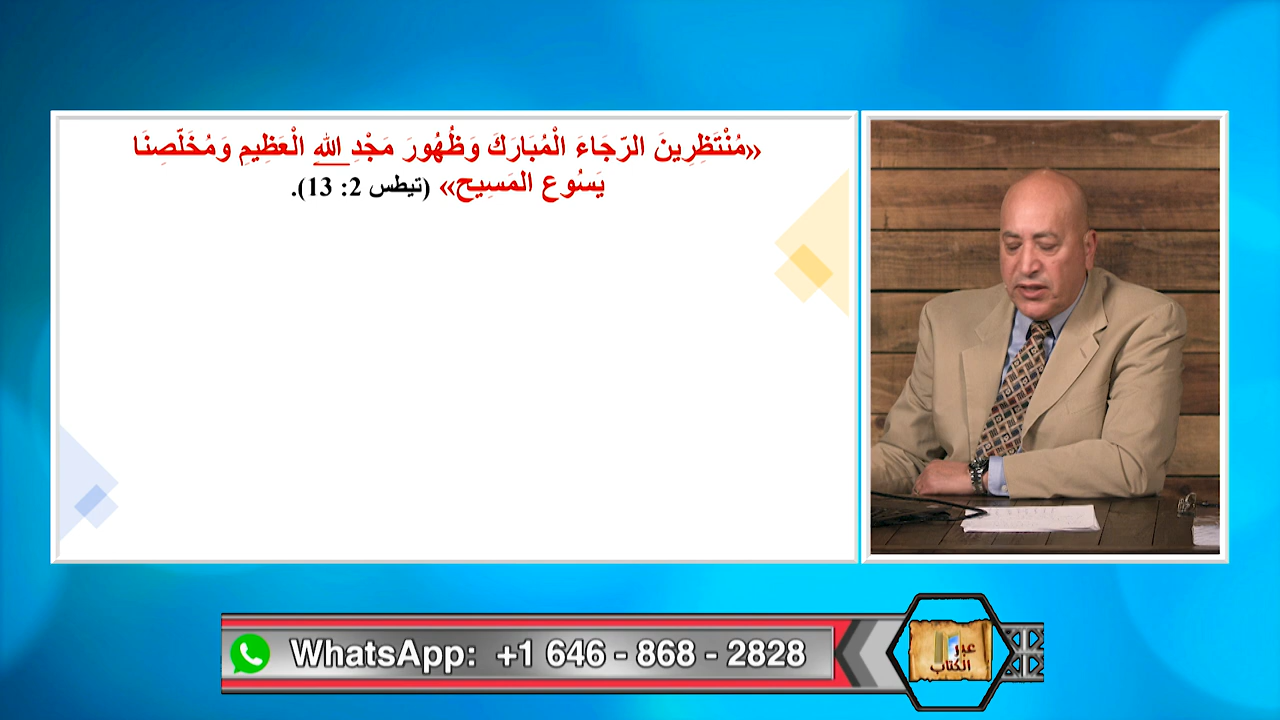 «مُنْتَظِرِينَ الرّجَاءَ الْمُبَارَكَ وَظُهُورَ مَجْدِ اللهِ الْعَظِيمِ وَمُخَلّصِنَا
يَسُوع المَسِيح» (تيطس 2: 13).
WhatsApp: +1 646 - 868 - 2828
عبر
الكتاب